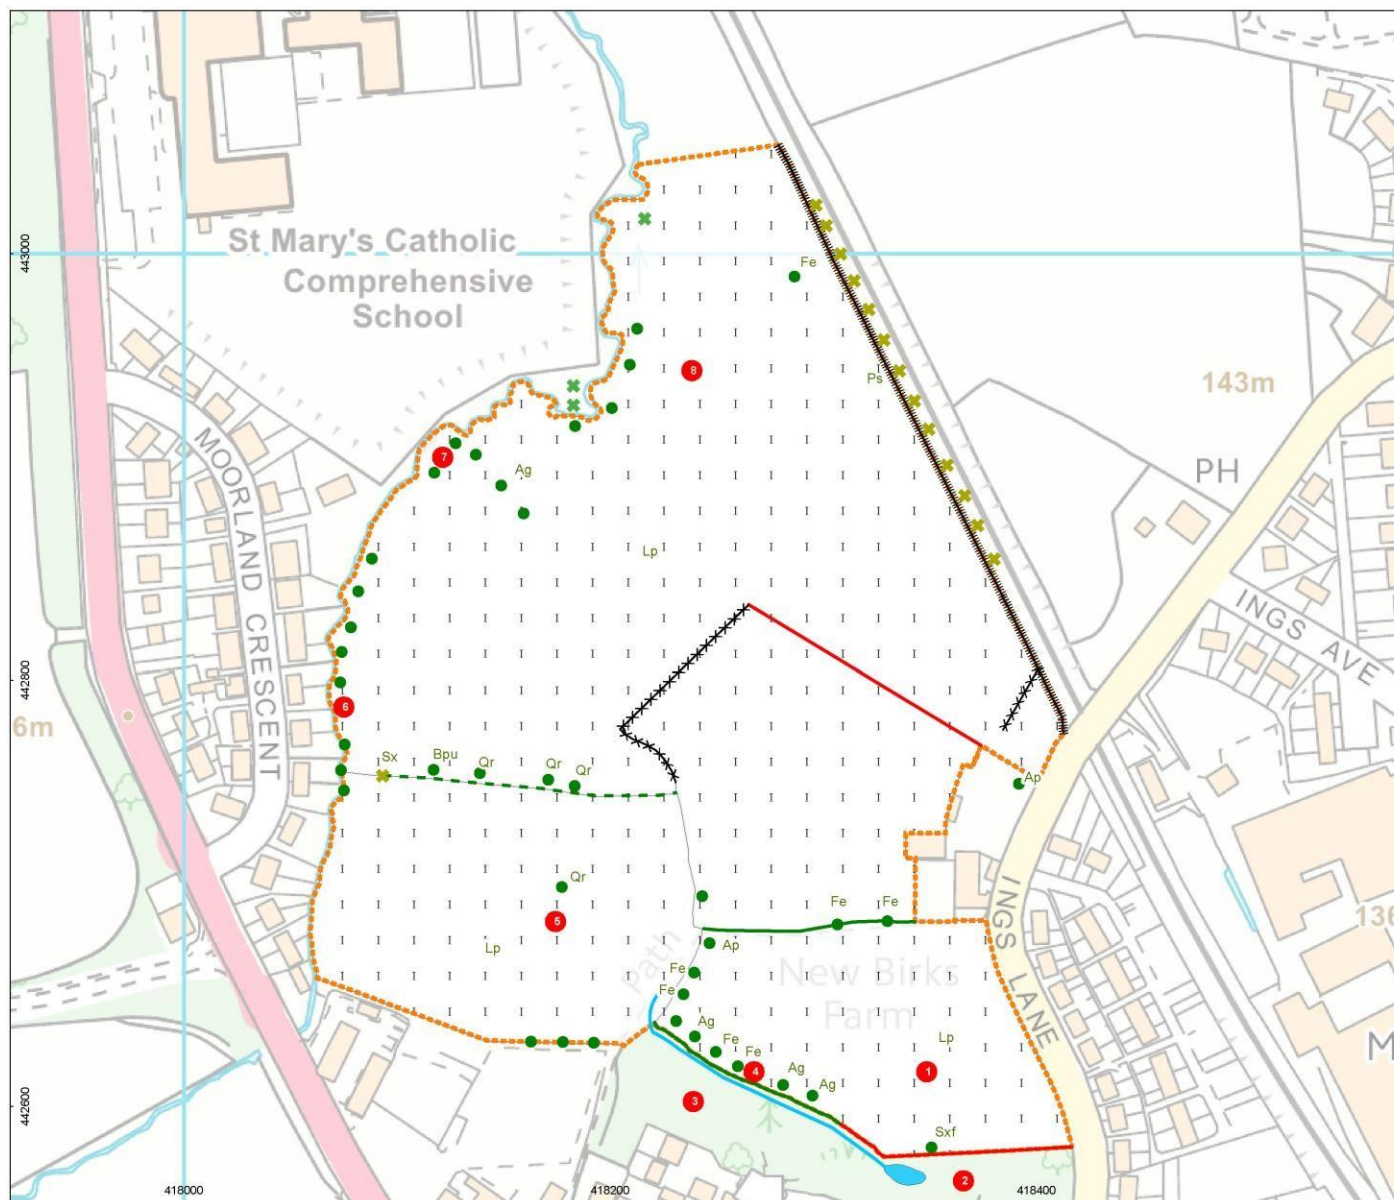 St Mary's Catholic
Comprehensive
School
443000
Fe
8
Ps
143m
PH
7
Ag
MOORLAND CRESCENT
Lp
INGS AVE
442800
6
6m
Sx
Bpu
Qr
Qr
Qr
Ap
Qr
5
Fe
Fe
130
Lp
Path
Ap
Fe
Fe
New Birks
Farm
INGS LANE
Ag
Fe
Fe
4
Ag
Ag
Lp
1
M
442600
3
Sxf
2
418000
418200
418400